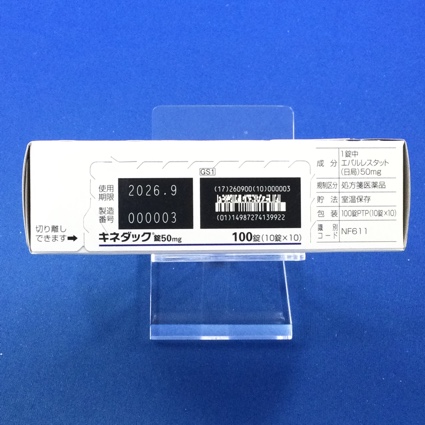 GS1
使用
期限
2026.9
製造
番号
000003
(17)260900(10)000003
(01)14987274139922
切り離し
できます➡
キネダック錠50mg
100錠(10錠×10)
成分
1錠中
エパルレスタット
(日局)50mg
規制区分 処方箋医薬品
貯法 室温保存
包装 100錠PTP(10錠×10)
識別
コード NF611